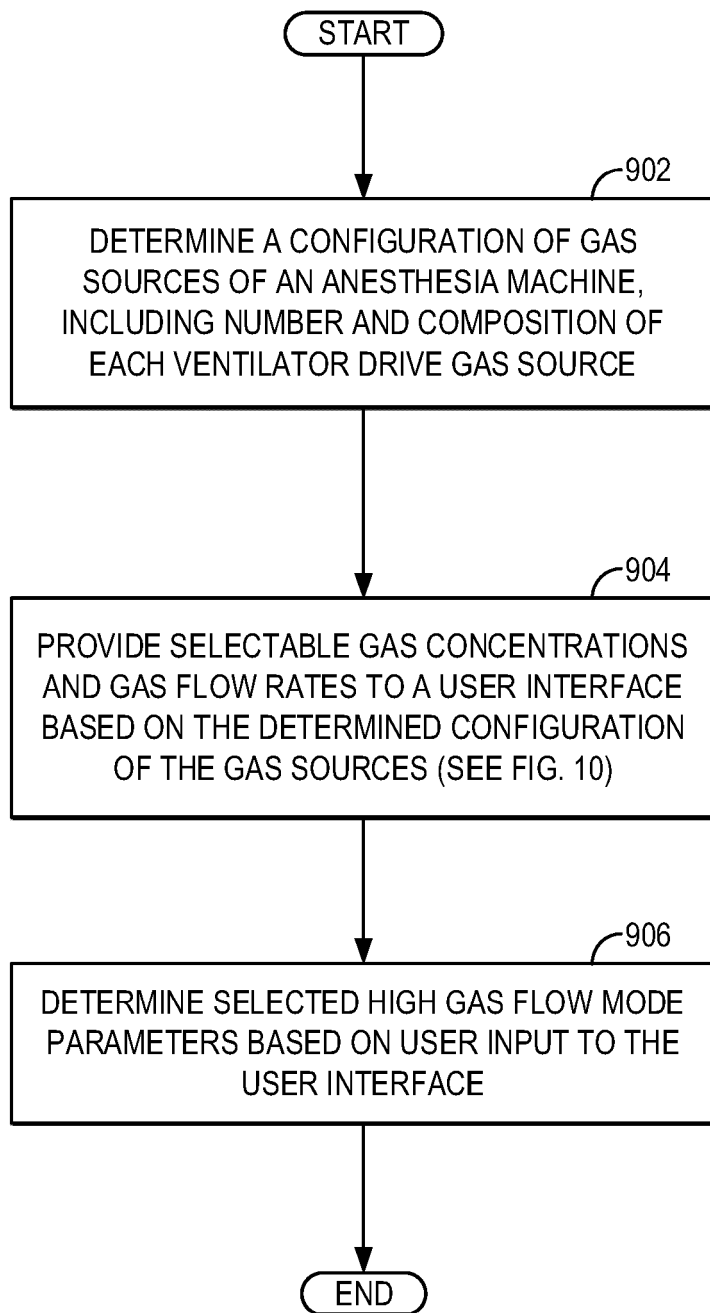 START
902
DETERMINE A CONFIGURATION OF GAS
SOURCES OF AN ANESTHESIA MACHINE,
INCLUDING NUMBER AND COMPOSITION OF
EACH VENTILATOR DRIVE GAS SOURCE
904
PROVIDE SELECTABLE GAS CONCENTRATIONS
AND GAS FLOW RATES TO A USER INTERFACE
BASED ON THE DETERMINED CONFIGURATION
OF THE GAS SOURCES (SEE FIG. 10)
906
DETERMINE SELECTED HIGH GAS FLOW MODE
PARAMETERS BASED ON USER INPUT TO THE
USER INTERFACE
END